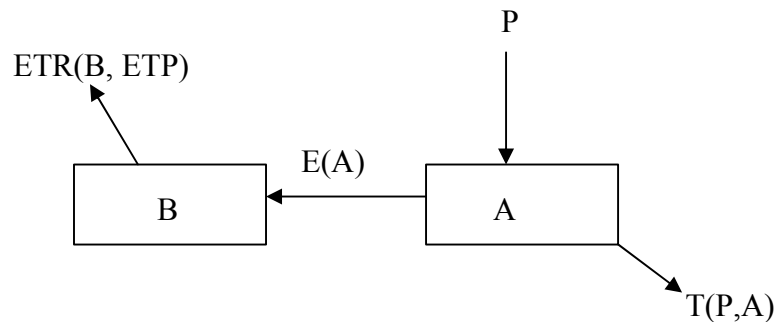 P
ETR(B, ETP)
E(A)
B
A
T(P,A)